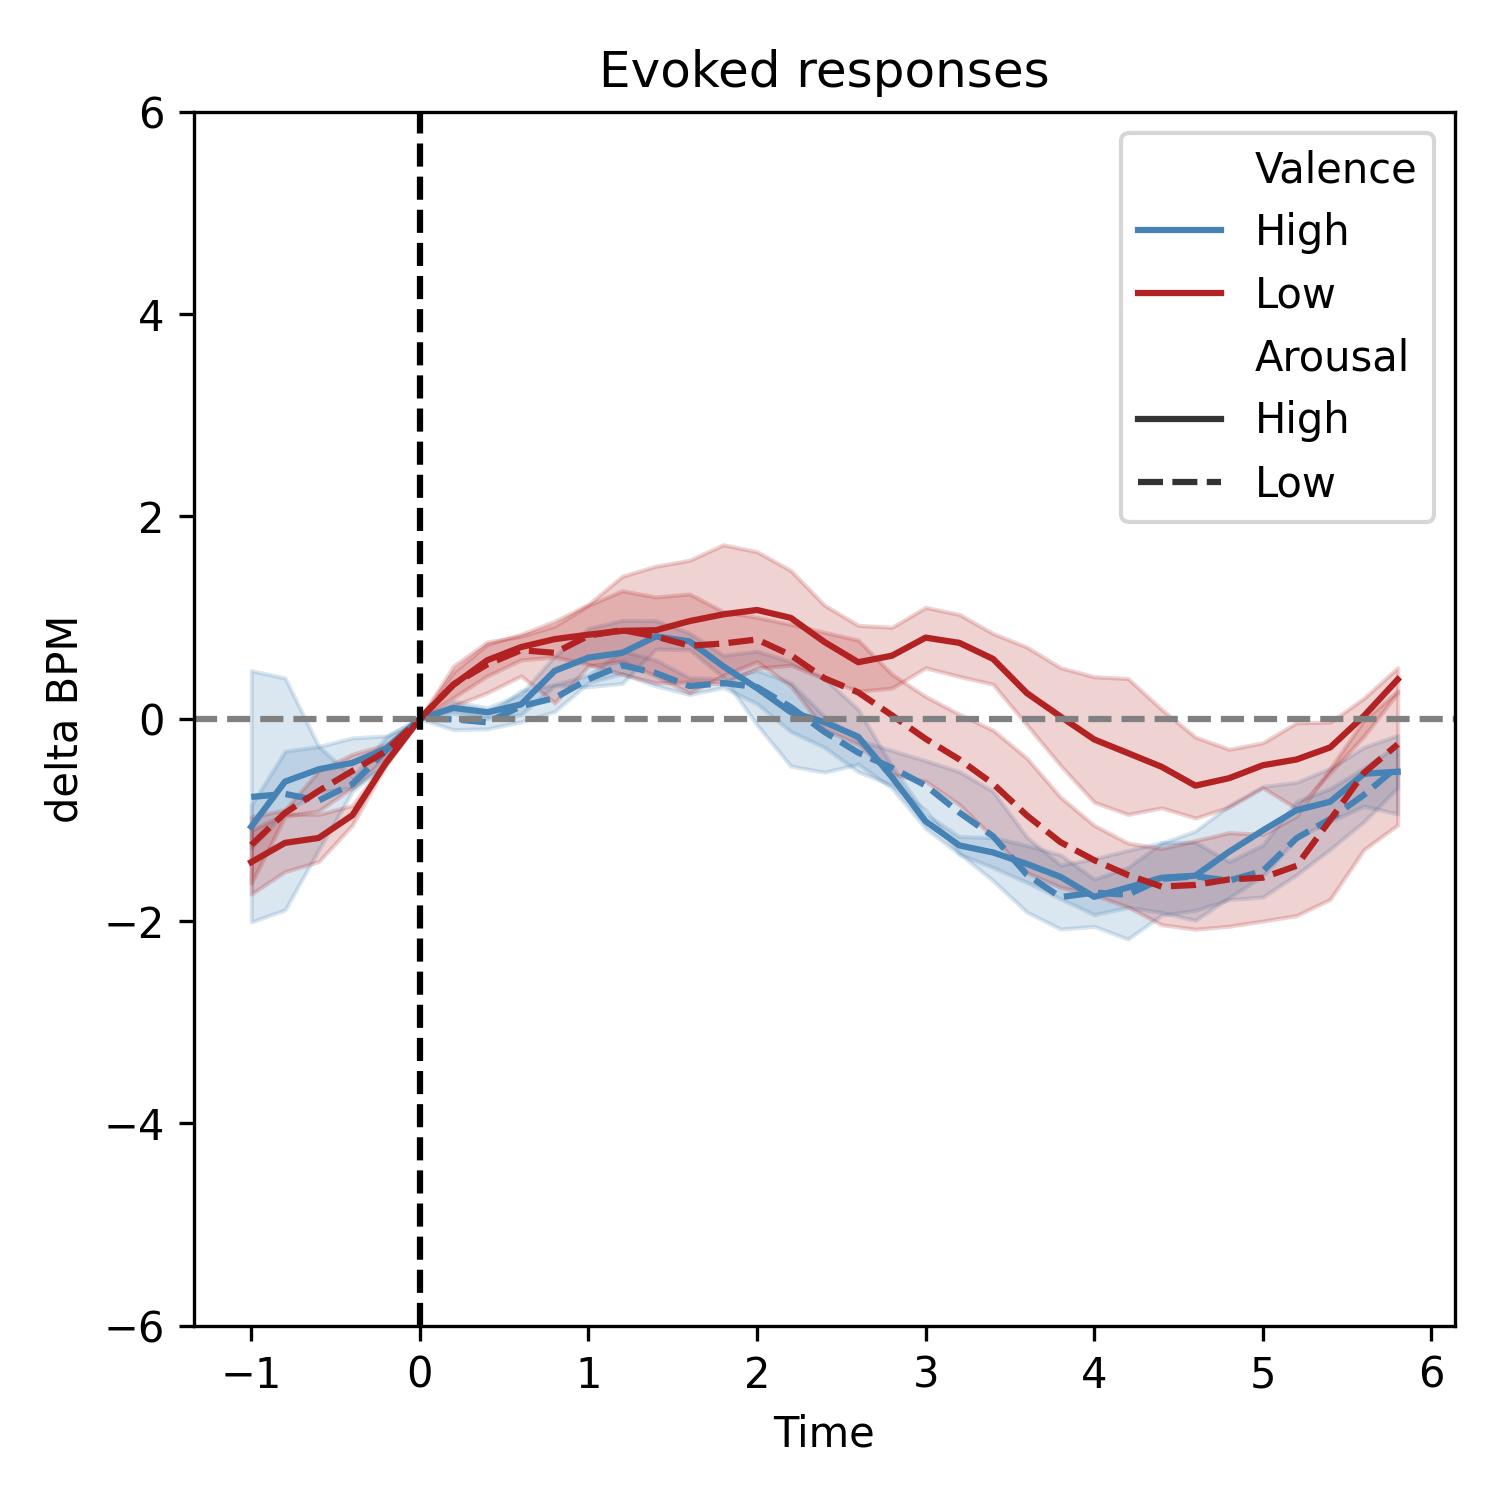 Evoked responses
6
4
2
0
−2
−4
−6
delta BPM
−1 0 1 2 3 4 5 6
Time
Valence
High
Low
Arousal
High
Low